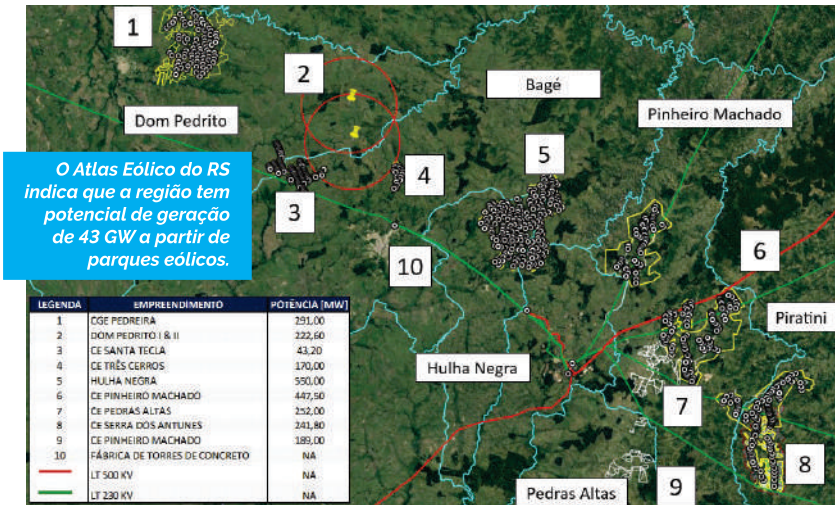 1
2
Bagé
Pinheiro Machado
Dom Pedrito
O Atlas Eólico do RS
indica que a região tem
potencial de geração
de 43 GW a partir de
parques eólicos.
3
4
5
10
6
Piratini
Hulha Negra
7
8
9
Pedras Altas
LEGENDA EMPREENDIMENTO POTÊNCIA [MW]
1 CGE PEDREIRA 291,00
2 DOM PEDRITO I & II 222,60
3 CE SANTA TECLA 43,20
4 CE TRÊS CERROS 170,00
5 HULHA NEGRA 550,00
6 CE PINHEIRO MACHADO 447,50
7 CE PEDRAS ALTAS 252,00
8 CE SERRA DOS ANTUNES 241,80
9 CE PINHEIRO MACHADO 189,00
10 FÁBRICA DE TORRES DE CONCRETO NA
LT 500 KV NA
LT 230 KV NA